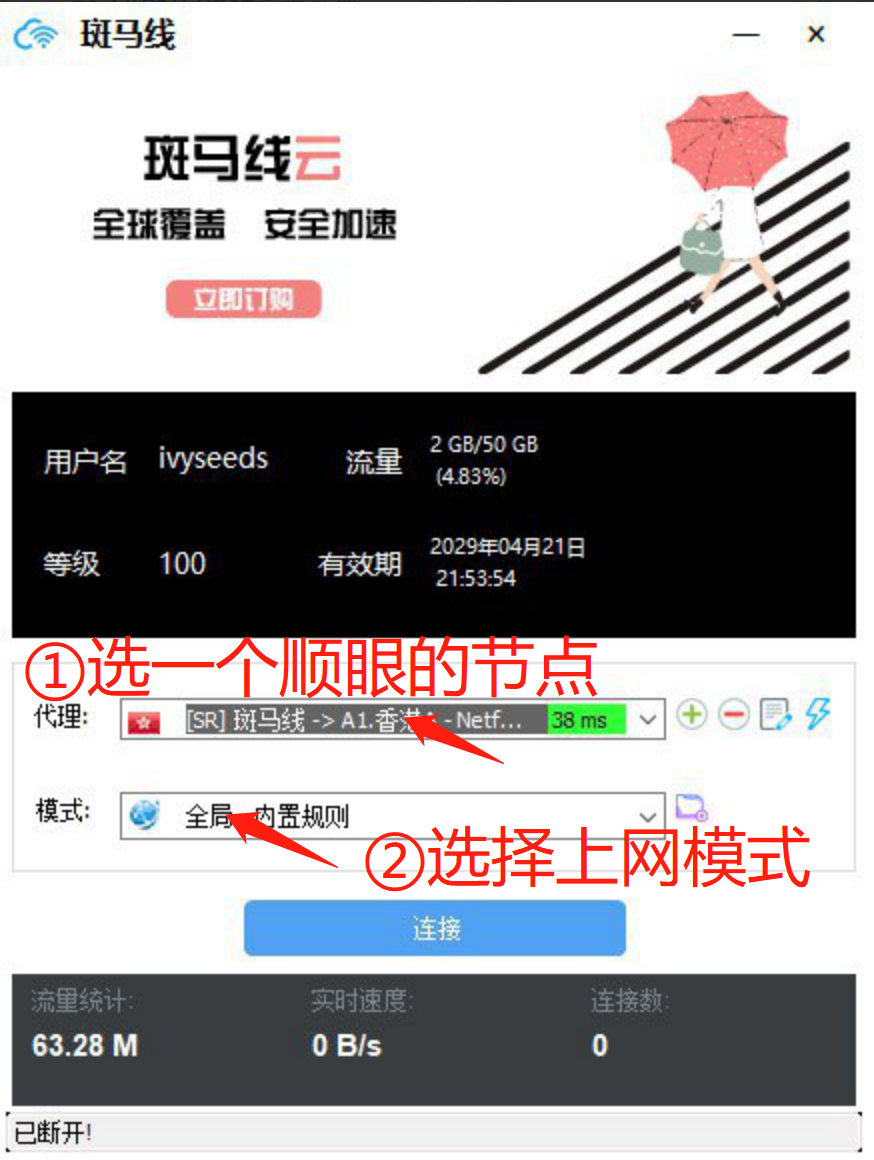 斑马线
斑马线云
全球覆盖 安全加速
立即订购
用户名 ivyseeds 流量 2 GB/50 GB
(4.83%)
等级 100 有效期 2029年04月21日
21:53:54
①选一个顺眼的节点
代理: [SR] 斑马线 -> A1.香港 - Netf... 38 ms
模式: 全局 内置规则
②选择上网模式
连接
流量统计: 实时速度: 连接数:
63.28 M 0 B/s 0
已断开!